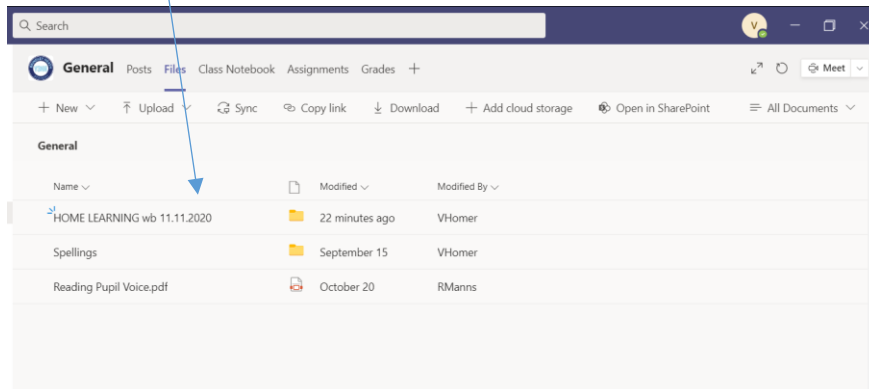 Search
V
General Posts Files Class Notebook Assignments Grades
Meet
New Upload Sync Copy link Download Add cloud storage Open in SharePoint All Documents
General
Name Modified Modified By
HOME LEARNING wb 11.11.2020 22 minutes ago VHomer
Spellings September 15 VHomer
Reading Pupil Voice.pdf October 20 RManns